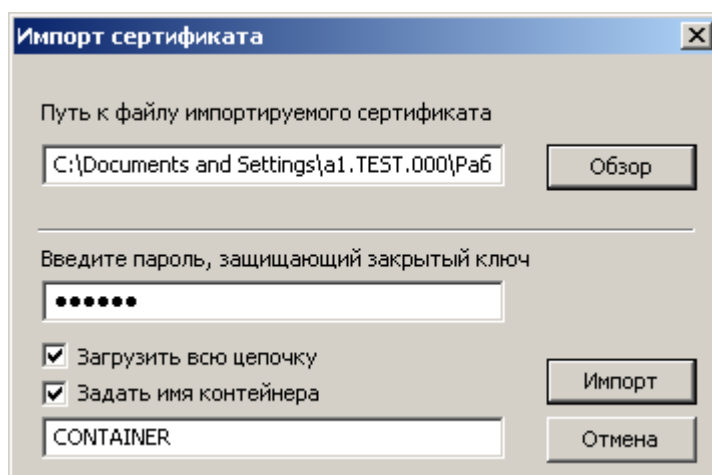 Импорт сертификата
Путь к файлу импортируемого сертификата
C:\Documents and Settings\a1.TEST.000\Раб
Обзор
Введите пароль, защищающий закрытый ключ
●●●●●●
Загрузить всю цепочку
Задать имя контейнера
Импорт
CONTAINER
Отмена